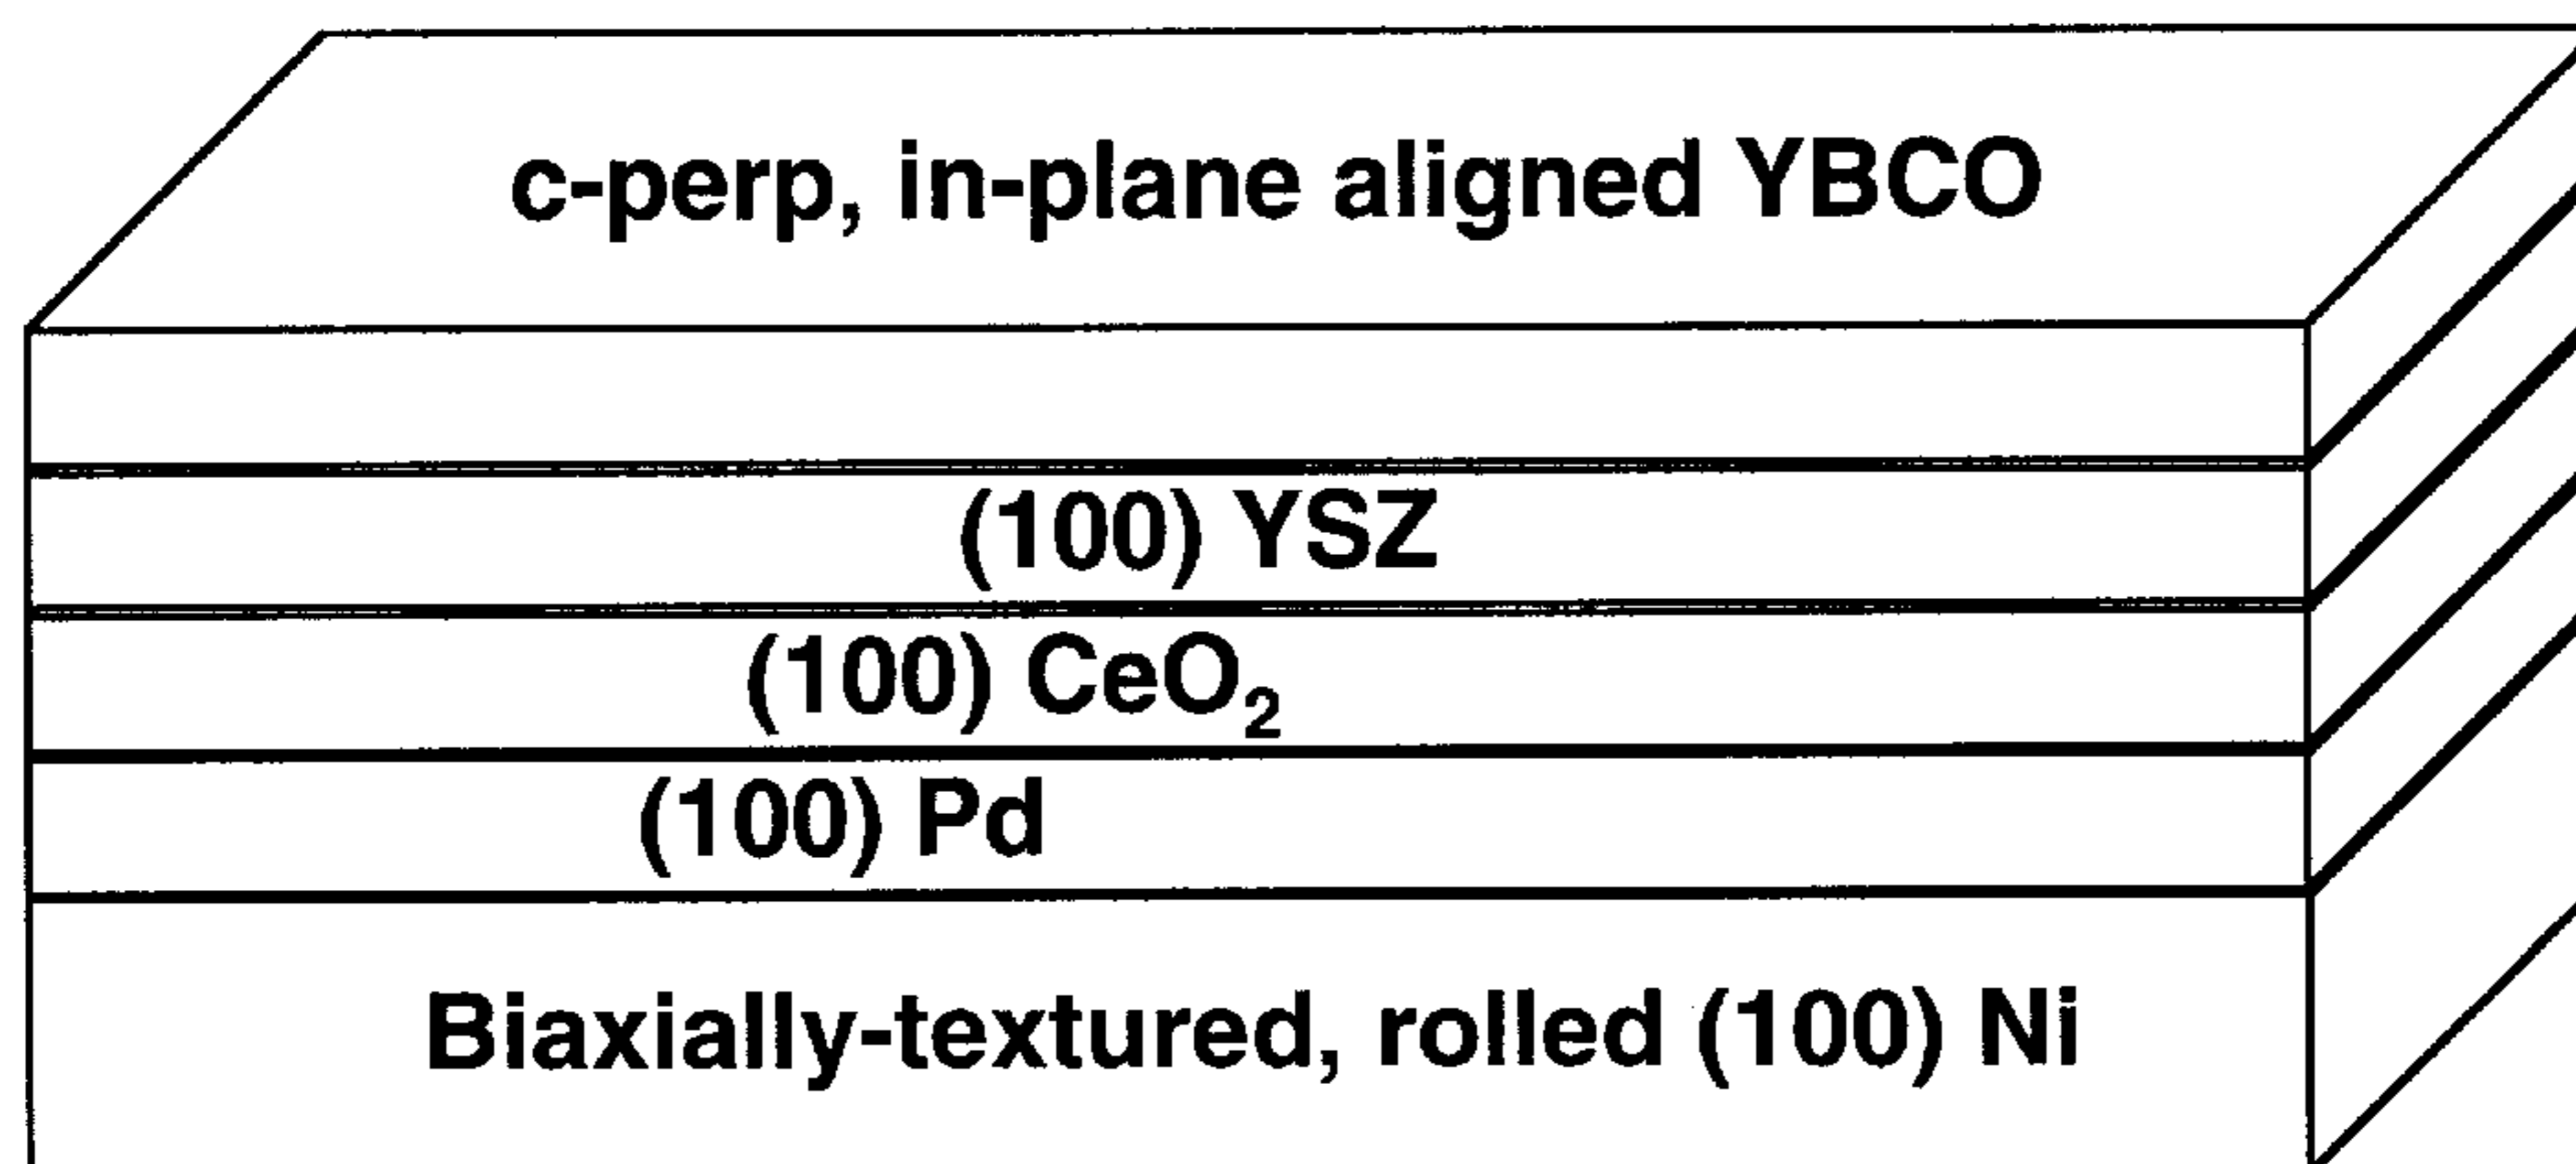 c-perp, in-plane aligned YBCO
(100) YSZ
(100) CeO₂
(100) Pd
Biaxially-textured, rolled (100) Ni